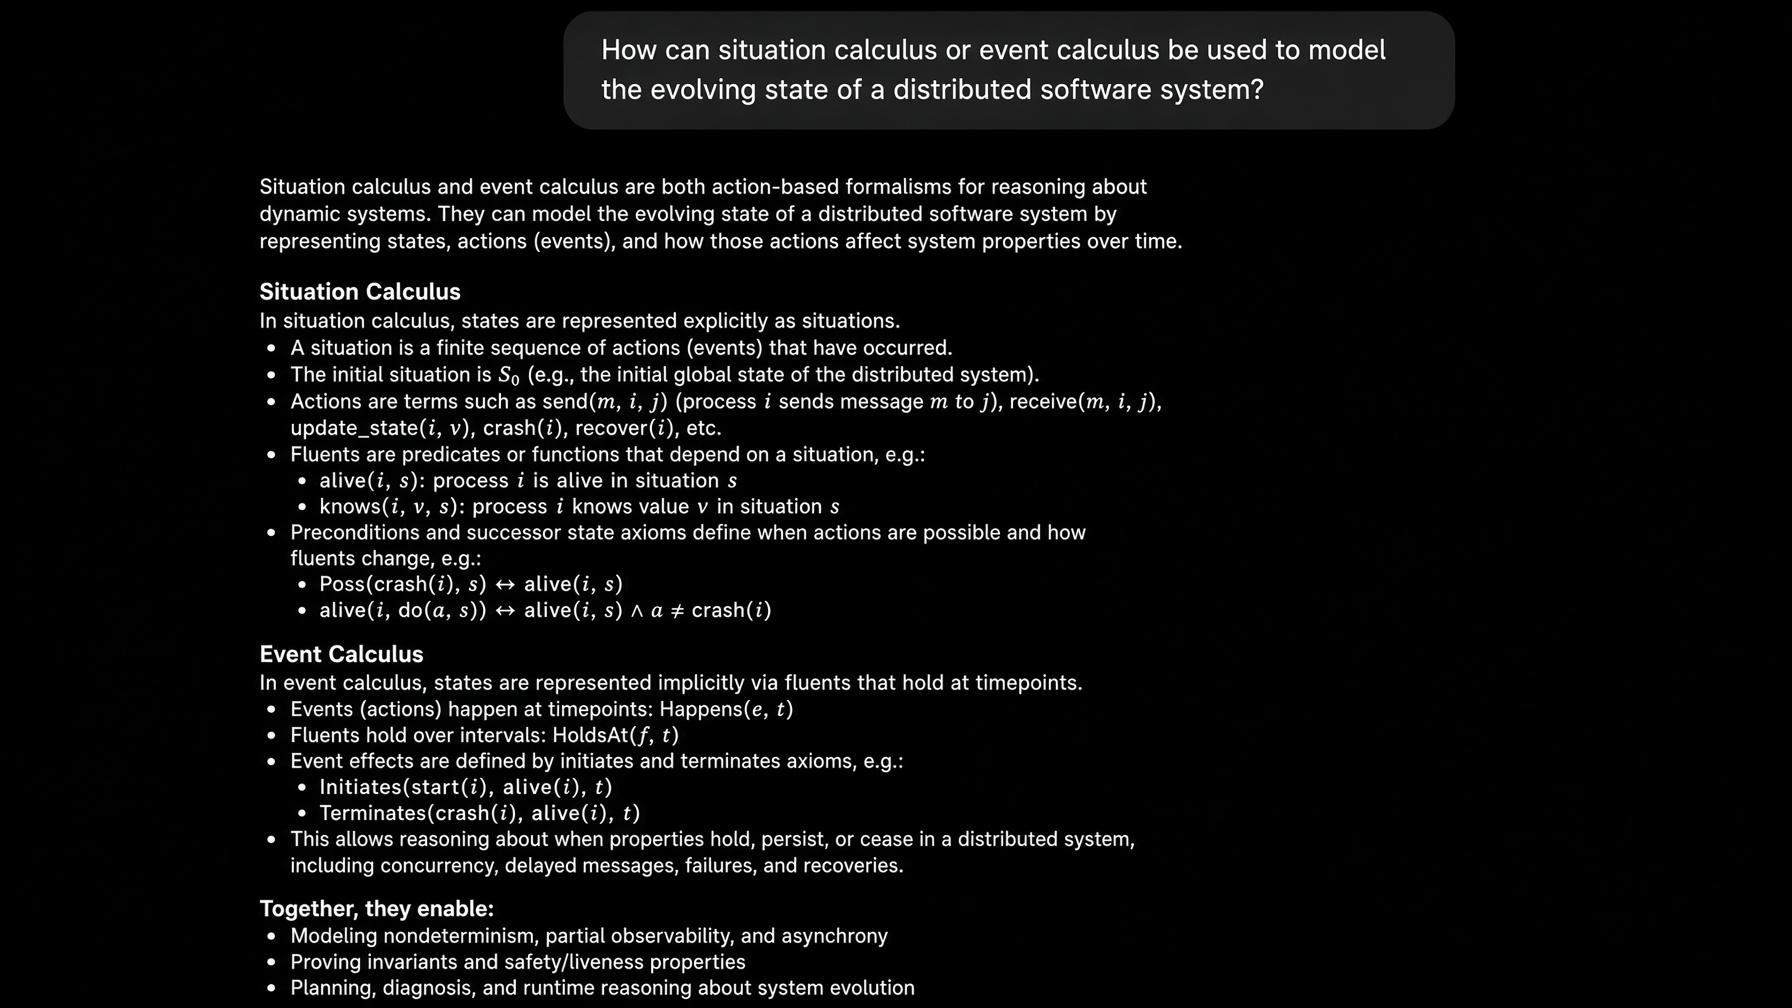 How can situation calculus or event calculus be used to model
the evolving state of a distributed software system?
Situation calculus and event calculus are both action-based formalisms for reasoning about
dynamic systems. They can model the evolving state of a distributed software system by
representing states, actions (events), and how those actions affect system properties over time.
Situation Calculus
In situation calculus, states are represented explicitly as situations.
• A situation is a finite sequence of actions (events) that have occurred.
• The initial situation is S₀ (e.g., the initial global state of the distributed system).
• Actions are terms such as send(m, i, j) (process i sends message m to j), receive(m, i, j),
update_state(i, v), crash(i), recover(i), etc.
• Fluents are predicates or functions that depend on a situation, e.g.:
• alive(i, s): process i is alive in situation s
• knows(i, v, s): process i knows value v in situation s
• Preconditions and successor state axioms define when actions are possible and how
fluents change, e.g.:
• Poss(crash(i), s) ↔ alive(i, s)
• alive(i, do(a, s)) ↔ alive(i, s) ∧ a ≠ crash(i)
Event Calculus
In event calculus, states are represented implicitly via fluents that hold at timepoints.
• Events (actions) happen at timepoints: Happens(e, t)
• Fluents hold over intervals: HoldsAt(f, t)
• Event effects are defined by initiates and terminates axioms, e.g.:
• Initiates(start(i), alive(i), t)
• Terminates(crash(i), alive(i), t)
• This allows reasoning about when properties hold, persist, or cease in a distributed system,
including concurrency, delayed messages, failures, and recoveries.
Together, they enable:
• Modeling nondeterminism, partial observability, and asynchrony
• Proving invariants and safety/liveness properties
• Planning, diagnosis, and runtime reasoning about system evolution